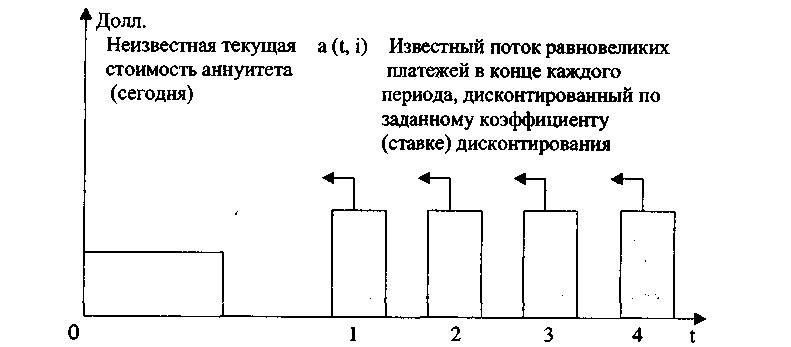 Долл.
Неизвестная текущая
стоимость аннуитета
(сегодня)
a (t, i)
Известный поток равновеликих
платежей в конце каждого
периода, дисконтированный по
заданному коэффициенту
(ставке) дисконтирования
0 1 2 3 4 t